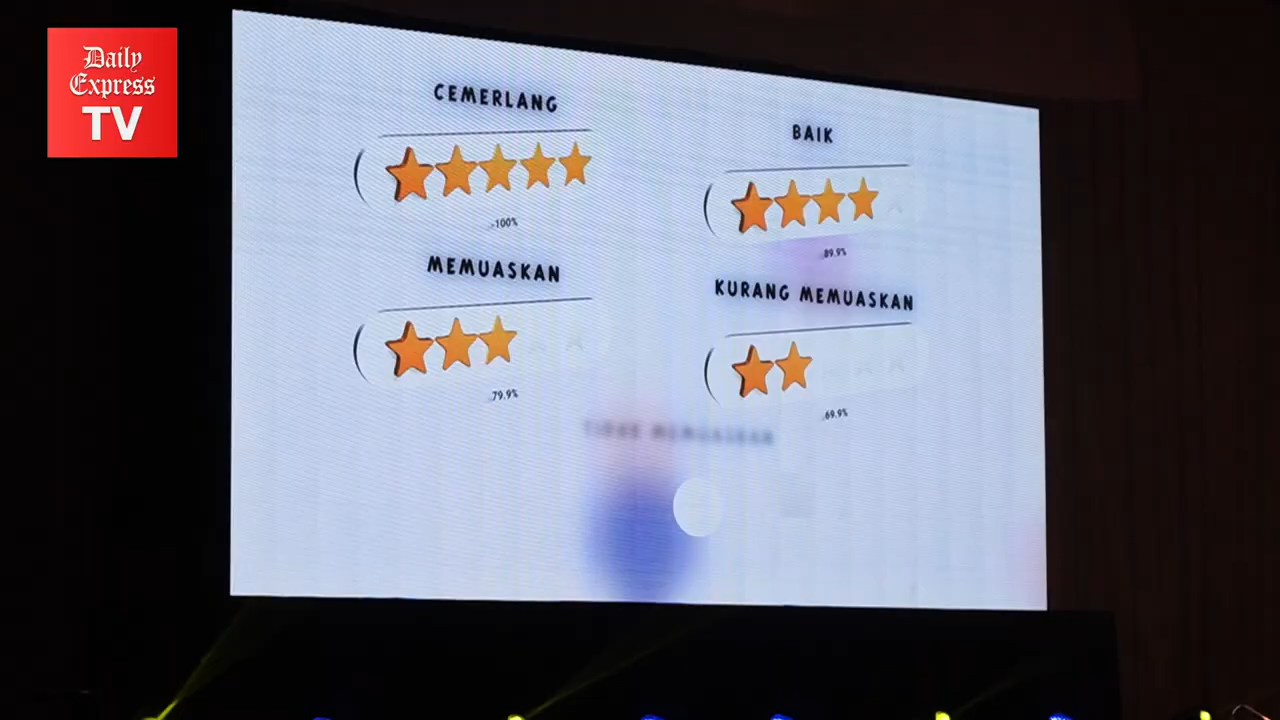 Daily
Express
TV
CEMERLANG
-100%
BAIK
89.9%
MEMUASKAN
79.9%
KURANG MEMUASKAN
69.9%